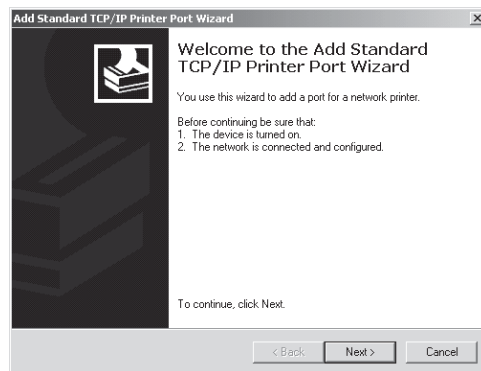 Add Standard TCP/IP Printer Port Wizard
Welcome to the Add Standard
TCP/IP Printer Port Wizard
You use this wizard to add a port for a network printer.
Before continuing be sure that:
1. The device is turned on.
2. The network is connected and configured.
To continue, click Next.
< Back Next > Cancel